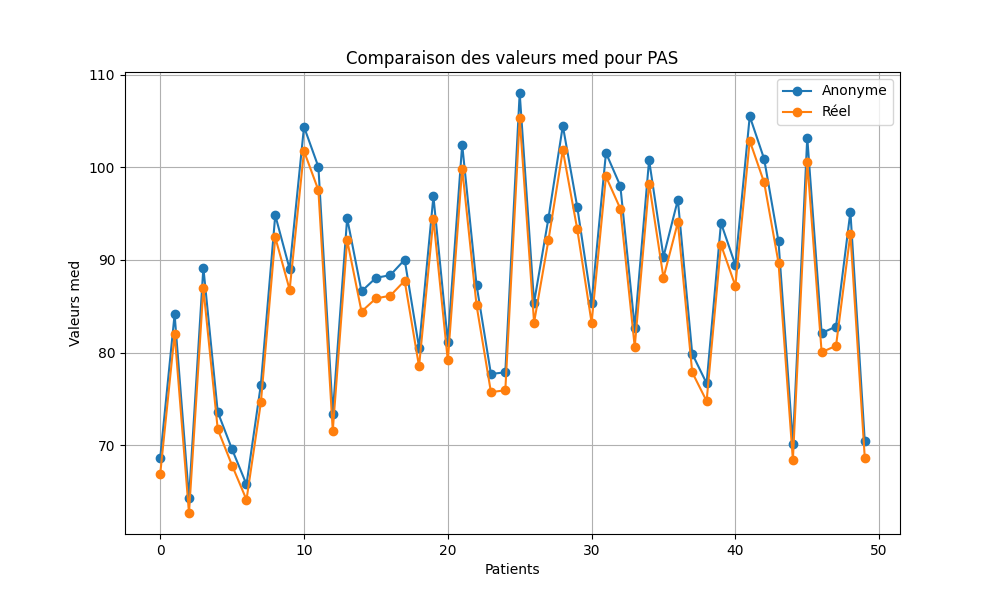 Comparaison des valeurs med pour PAS
Anonyme
Réel
110
100
90
80
70
Valeurs med
0 10 20 30 40 50
Patients